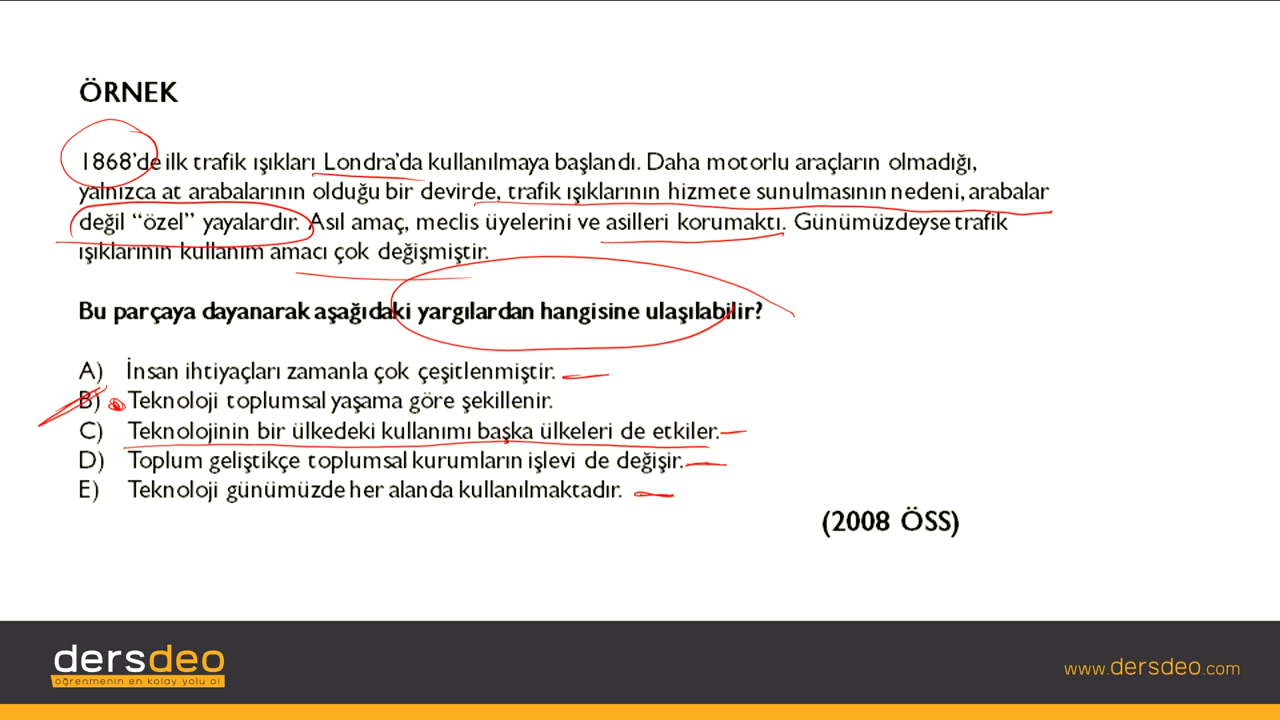 ÖRNEK
1868’de ilk trafik ışıkları Londra’da kullanılmaya başlandı. Daha motorlu araçların olmadığı,
yalnızca at arabalarının olduğu bir devirde, trafik ışıklarının hizmete sunulmasının nedeni, arabalar
değil “özel” yayalardır. Asıl amaç, meclis üyelerini ve asilleri korumaktı. Günümüzdeyse trafik
ışıklarının kullanım amacı çok değişmiştir.
Bu parçaya dayanarak aşağıdaki yargılardan hangisine ulaşılabilir?
A) İnsan ihtiyaçları zamanla çok çeşitlenmiştir.
B) Teknoloji toplumsal yaşama göre şekillenir.
C) Teknolojinin bir ülkedeki kullanımı başka ülkeleri de etkiler.
D) Toplum geliştikçe toplumsal kurumların işlevi de değişir.
E) Teknoloji günümüzde her alanda kullanılmaktadır.
(2008 ÖSS)
dersdeo
öğrenmenin en kolay yolu o!
www.dersdeo.com